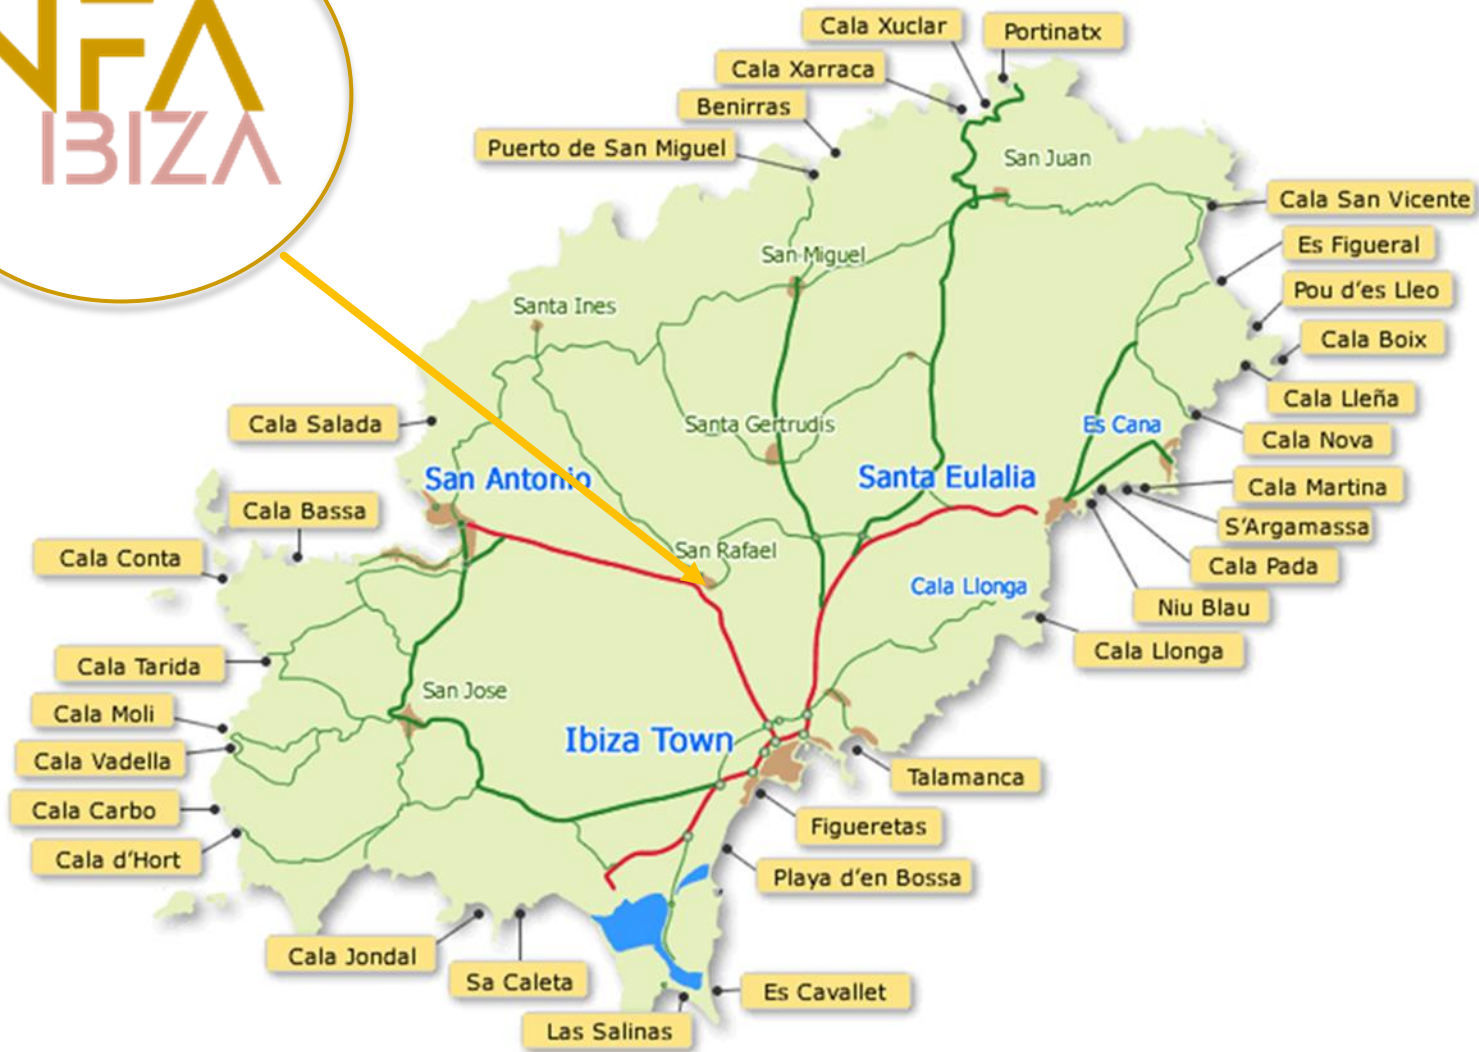 IBIZA
Cala Xuclar
Portinatx
Cala Xarraca
Benirras
Puerto de San Miguel
San Juan
Cala San Vicente
Es Figueral
San Miguel
Pou d'es Lleo
Santa Ines
Cala Boix
Cala Lleña
Cala Salada
Santa Gertrudis
Es Cana
Cala Nova
San Antonio
Santa Eulalia
Cala Martina
Cala Bassa
S'Argamassa
Cala Conta
San Rafael
Cala Pada
Cala Llonga
Niu Blau
Cala Llonga
Cala Tarida
San Jose
Cala Moli
Ibiza Town
Cala Vadella
Talamanca
Cala Carbo
Figueretas
Cala d'Hort
Playa d'en Bossa
Cala Jondal
Sa Caleta
Es Cavallet
Las Salinas